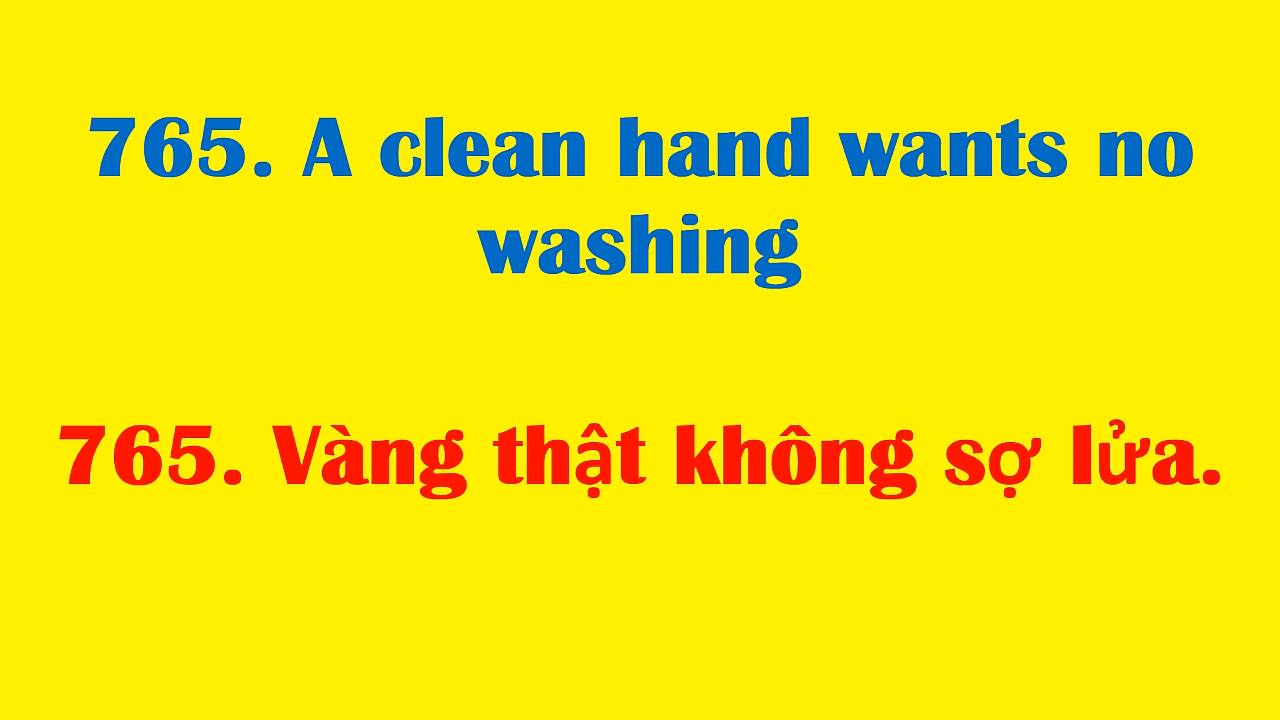 765. A clean hand wants no
washing
765. Vàng thật không sợ lửa.